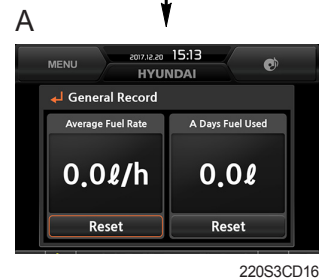 A
2017.12.20 15:13
MENU
HYUNDAI
General Record
Average Fuel Rate A Days Fuel Used
0.0ℓ/h 0.0ℓ
Reset Reset
220S3CD16